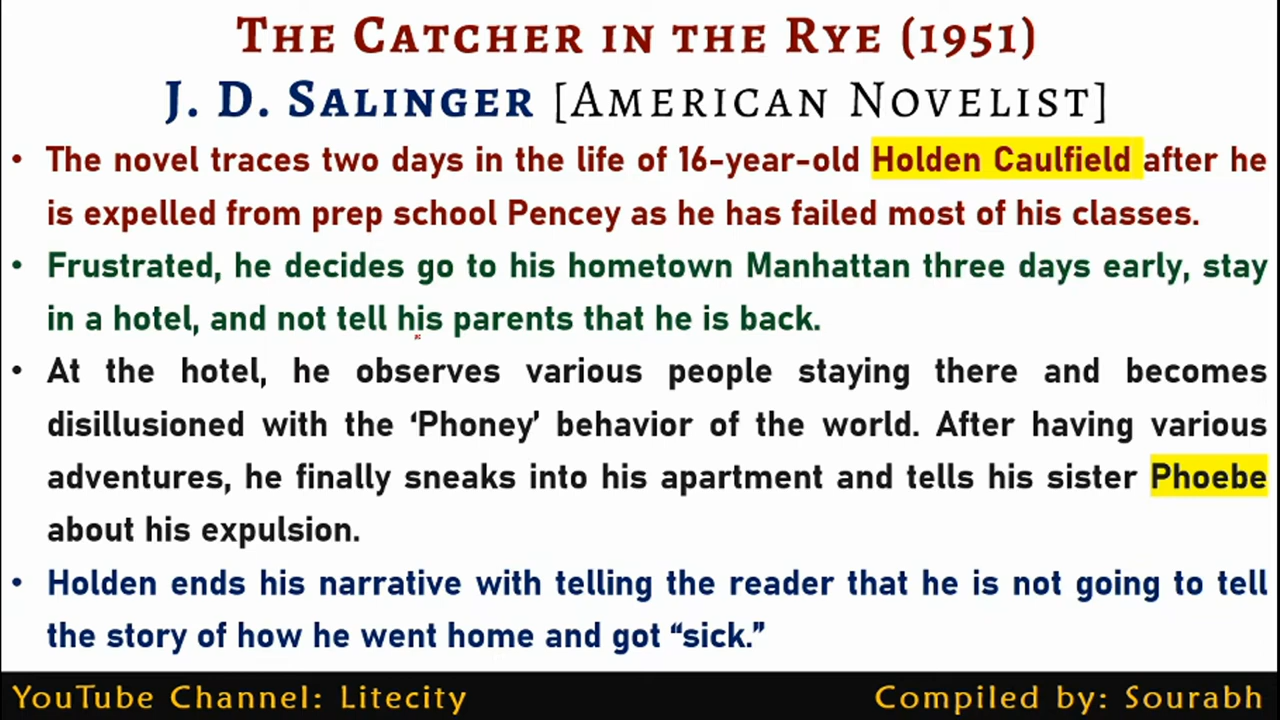 THE CATCHER IN THE RYE (1951)
J. D. SALINGER [AMERICAN NOVELIST]
• The novel traces two days in the life of 16-year-old Holden Caulfield after he
is expelled from prep school Pencey as he has failed most of his classes.
• Frustrated, he decides go to his hometown Manhattan three days early, stay
in a hotel, and not tell his parents that he is back.
• At the hotel, he observes various people staying there and becomes
disillusioned with the ‘Phoney’ behavior of the world. After having various
adventures, he finally sneaks into his apartment and tells his sister Phoebe
about his expulsion.
• Holden ends his narrative with telling the reader that he is not going to tell
the story of how he went home and got “sick.”
YouTube Channel: Litecity
Compiled by: Sourabh